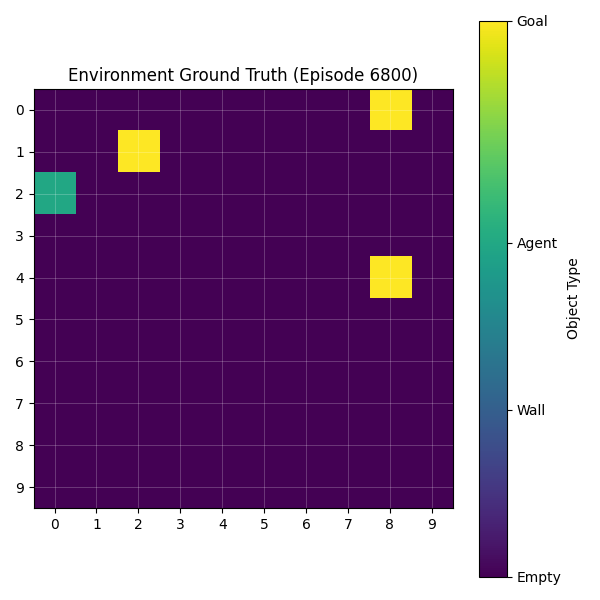 Environment Ground Truth (Episode 6800)
0
1
2
3
4
5
6
7
8
9
0 1 2 3 4 5 6 7 8 9
Goal
Agent
Wall
Empty
Object Type